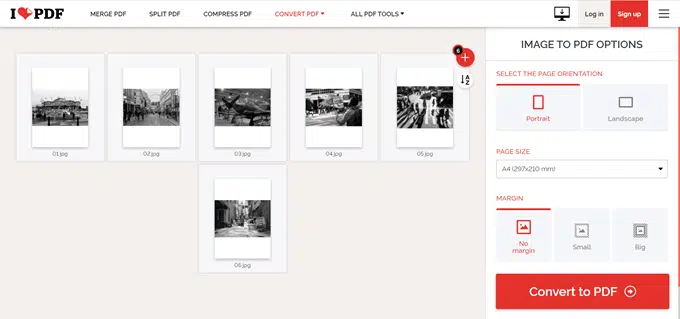 I PDF
MERGE PDF
SPLIT PDF
COMPRESS PDF
CONVERT PDF
ALL PDF TOOLS
Log in
Sign up
6
A
Z
01.jpg
02.jpg
03.jpg
04.jpg
05.jpg
06.jpg
IMAGE TO PDF OPTIONS
SELECT THE PAGE ORIENTATION
Portrait
Landscape
PAGE SIZE
A4 (297x210 mm)
MARGIN
No
margin
Small
Big
Convert to PDF